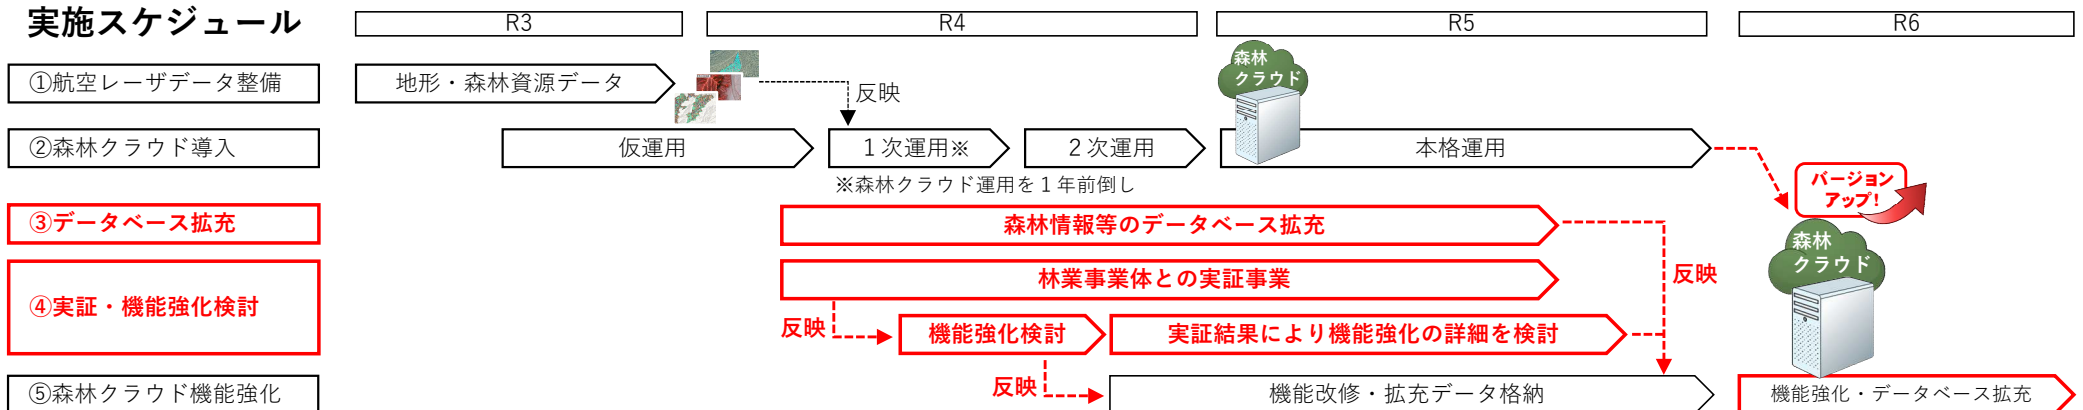 実施スケジュール
R3
R4
R5
R6
①航空レーザデータ整備
地形・森林資源データ
反映
森林
クラウド
②森林クラウド導入
仮運用
１次運用※
２次運用
本格運用
※森林クラウド運用を１年前倒し
バージョン
アップ！
③データベース拡充
森林情報等のデータベース拡充
④実証・機能強化検討
林業事業体との実証事業
反映
機能強化検討
実証結果により機能強化の詳細を検討
反映
森林
クラウド
⑤森林クラウド機能強化
反映
機能改修・拡充データ格納
機能強化・データベース拡充